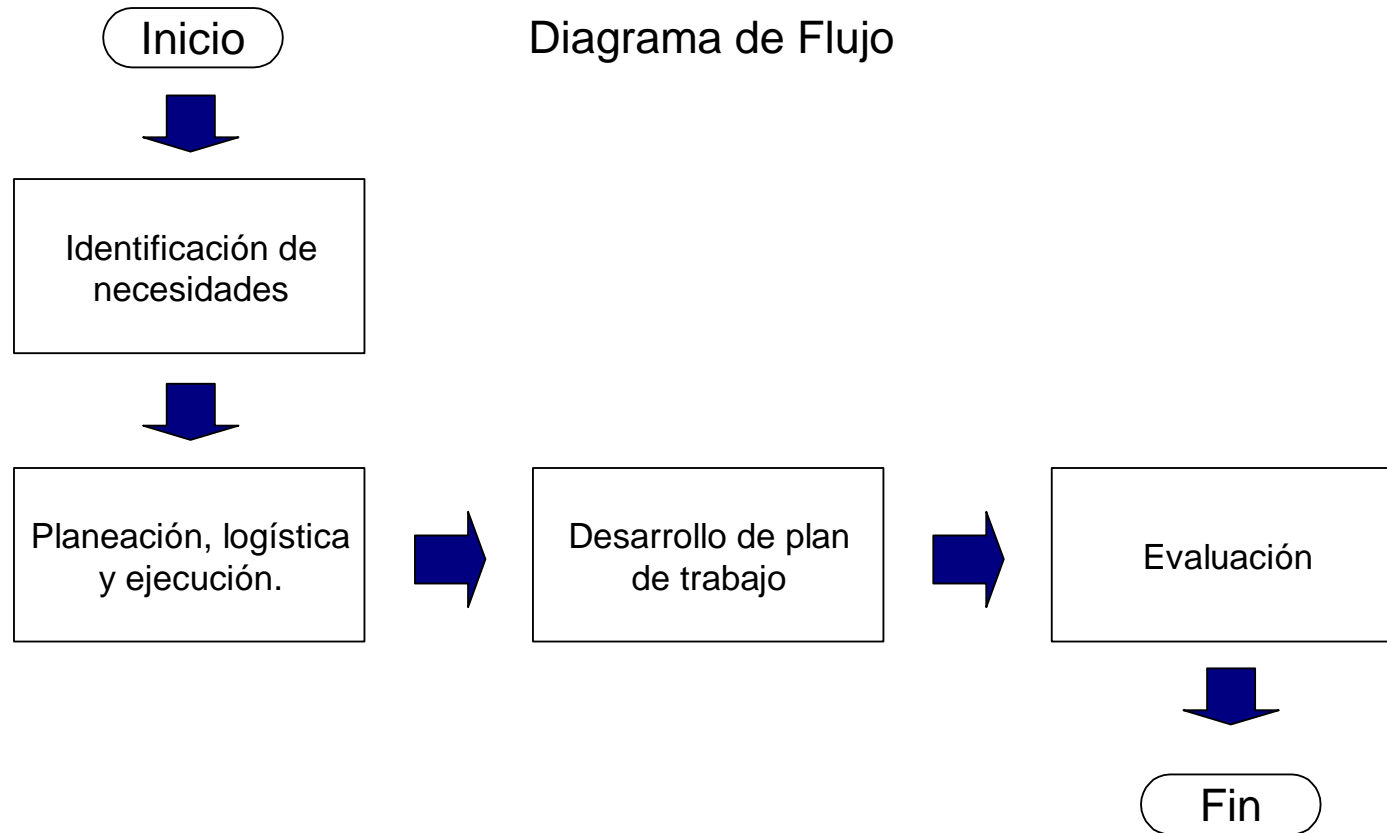 Inicio
Diagrama de Flujo
Identificación de
necesidades
Planeación, logística
y ejecución.
Desarrollo de plan
de trabajo
Evaluación
Fin